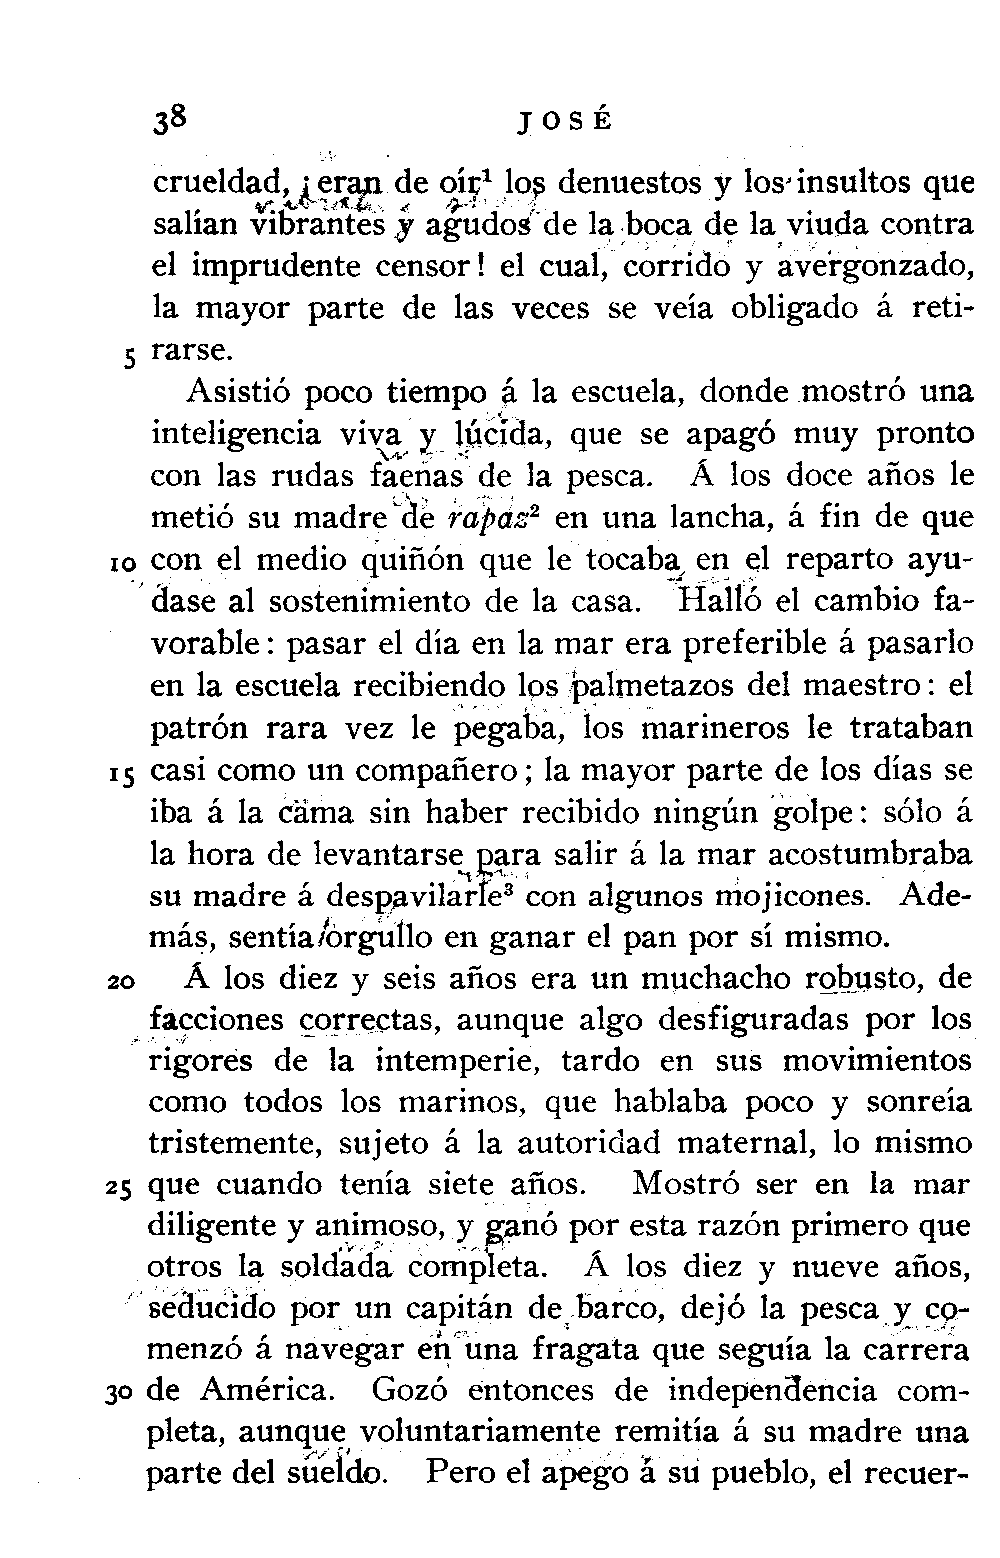 38 JOSÉ
crueldad, ¡ eran de oír¹ los denuestos y los insultos que
salían vibrantes y agudos de la boca de la viuda contra
el imprudente censor! el cual, corrido y avergonzado,
la mayor parte de las veces se veía obligado á reti-
5 rarse.
Asistió poco tiempo á la escuela, donde mostró una
inteligencia viva y lúcida, que se apagó muy pronto
con las rudas faenas de la pesca. Á los doce años le
metió su madre de rapaz² en una lancha, á fin de que
10 con el medio quiñón que le tocaba en el reparto ayu-
dase al sostenimiento de la casa. Halló el cambio fa-
vorable: pasar el día en la mar era preferible á pasarlo
en la escuela recibiendo los palmetazos del maestro: el
patrón rara vez le pegaba, los marineros le trataban
15 casi como un compañero; la mayor parte de los días se
iba á la cama sin haber recibido ningún golpe: sólo á
la hora de levantarse para salir á la mar acostumbraba
su madre á despavilarle³ con algunos mojicones. Ade-
más, sentía orgullo en ganar el pan por sí mismo.
20 Á los diez y seis años era un muchacho robusto, de
facciones correctas, aunque algo desfiguradas por los
rigores de la intemperie, tardo en sus movimientos
como todos los marinos, que hablaba poco y sonreía
tristemente, sujeto á la autoridad maternal, lo mismo
25 que cuando tenía siete años. Mostró ser en la mar
diligente y animoso, y ganó por esta razón primero que
otros la soldada completa. Á los diez y nueve años,
seducido por un capitán de barco, dejó la pesca y co-
menzó á navegar en una fragata que seguía la carrera
30 de América. Gozó entonces de independencia com-
pleta, aunque voluntariamente remitía á su madre una
parte del sueldo. Pero el apego á su pueblo, el recuer-